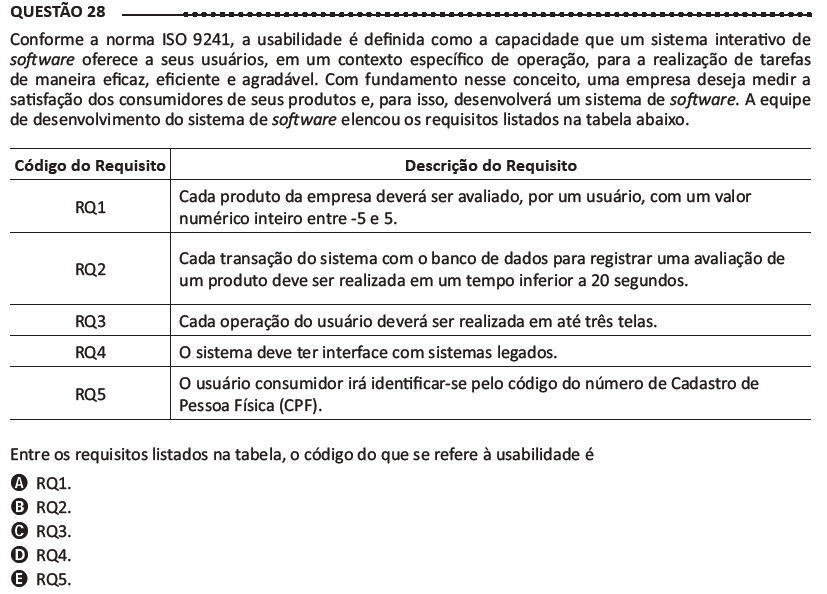 QUESTÃO 28
Conforme a norma ISO 9241, a usabilidade é definida como a capacidade que um sistema interativo de
software oferece a seus usuários, em um contexto específico de operação, para a realização de tarefas
de maneira eficaz, eficiente e agradável. Com fundamento nesse conceito, uma empresa deseja medir a
satisfação dos consumidores de seus produtos e, para isso, desenvolverá um sistema de software. A equipe
de desenvolvimento do sistema de software elencou os requisitos listados na tabela abaixo.
Código do Requisito Descrição do Requisito
RQ1 Cada produto da empresa deverá ser avaliado, por um usuário, com um valor
numérico inteiro entre -5 e 5.
RQ2 Cada transação do sistema com o banco de dados para registrar uma avaliação de
um produto deve ser realizada em um tempo inferior a 20 segundos.
RQ3 Cada operação do usuário deverá ser realizada em até três telas.
RQ4 O sistema deve ter interface com sistemas legados.
RQ5 O usuário consumidor irá identificar-se pelo código do número de Cadastro de
Pessoa Física (CPF).
Entre os requisitos listados na tabela, o código do que se refere à usabilidade é
A RQ1.
B RQ2.
C RQ3.
D RQ4.
E RQ5.